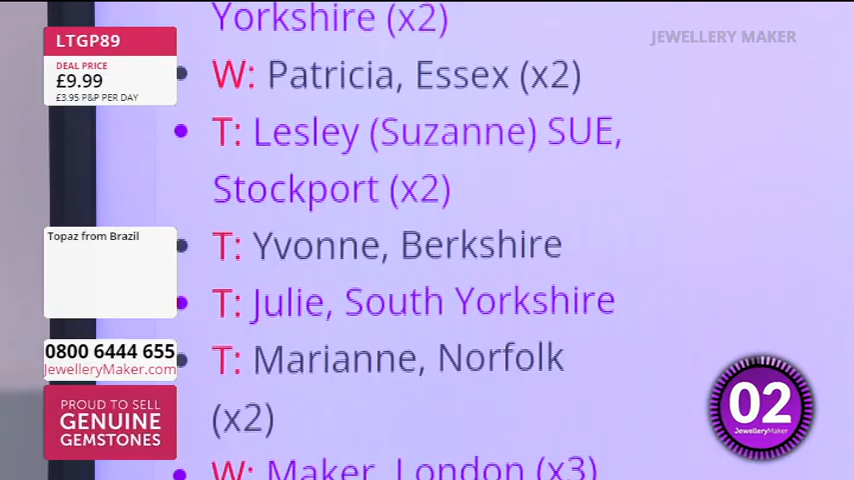 Yorkshire (x2)
JEWELLERY MAKER
LTGP89
DEAL PRICE
£9.99
£3.95 P&P PER DAY
W: Patricia, Essex (x2)
T: Lesley (Suzanne) SUE,
Stockport (x2)
Topaz from Brazil
T: Yvonne, Berkshire
T: Julie, South Yorkshire
0800 6444 655
JewelleryMaker.com
T: Marianne, Norfolk
(x2)
PROUD TO SELL
GENUINE
GEMSTONES
02
JewelleryMaker
W: Maker, London (x3)